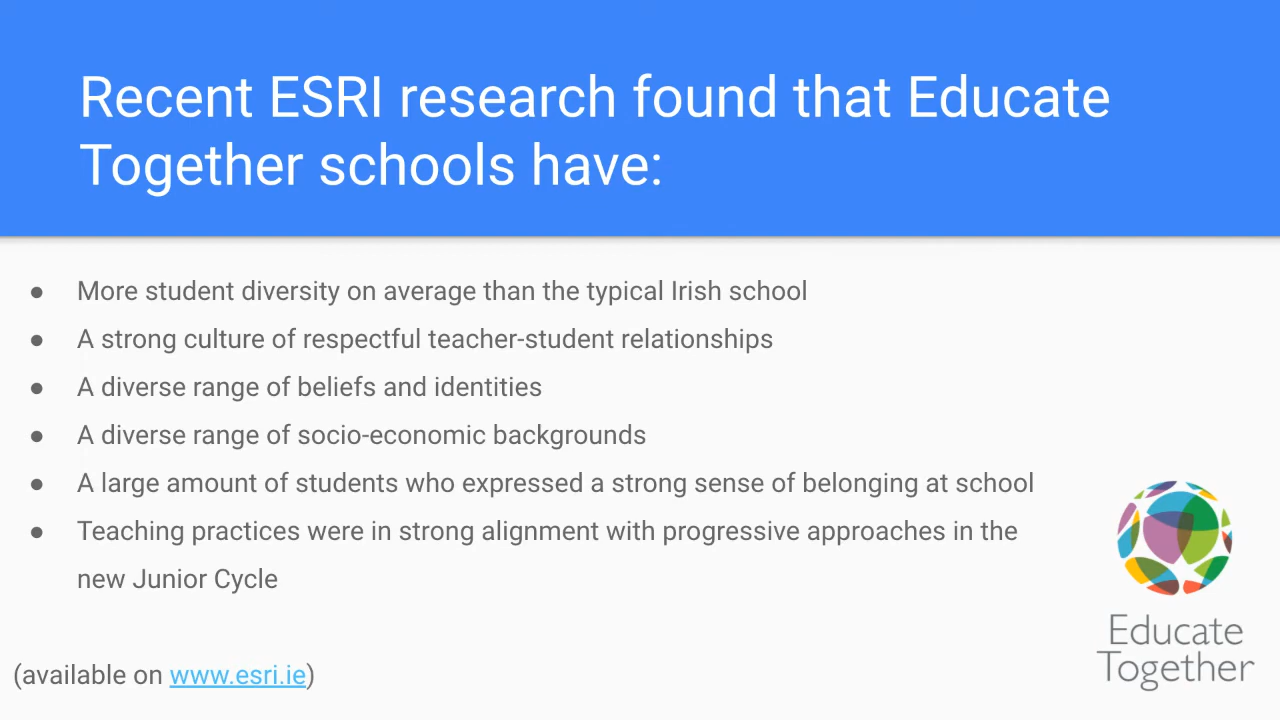 Recent ESRI research found that Educate
Together schools have:
● More student diversity on average than the typical Irish school
● A strong culture of respectful teacher-student relationships
● A diverse range of beliefs and identities
● A diverse range of socio-economic backgrounds
● A large amount of students who expressed a strong sense of belonging at school
● Teaching practices were in strong alignment with progressive approaches in the
new Junior Cycle
(available on www.esri.ie)
Educate
Together